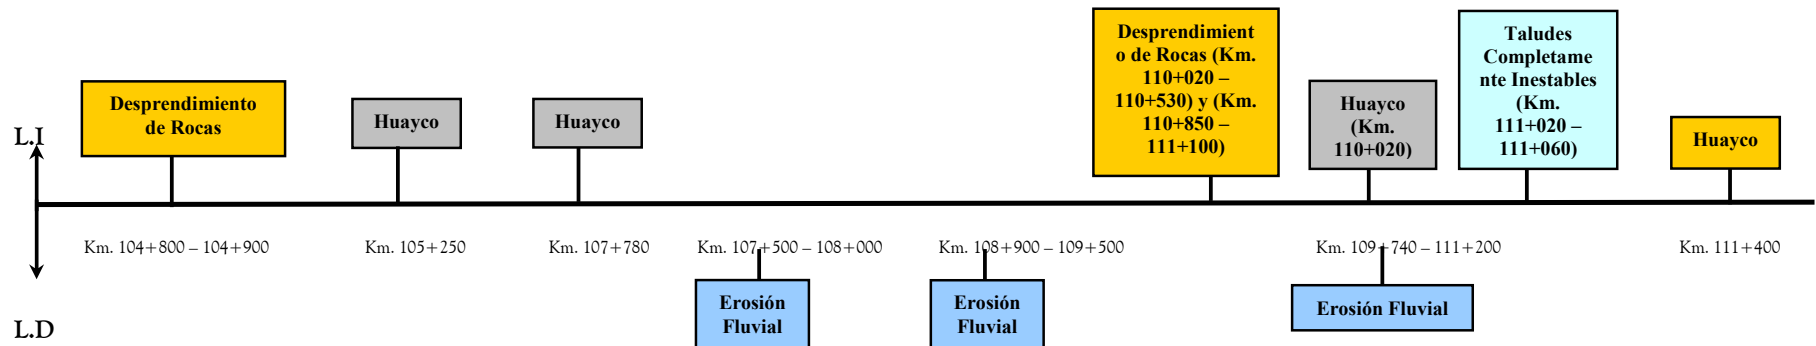 Desprendimiento
de Rocas
Huayco
Huayco
Desprendimient
o de Rocas (Km.
110+020 –
110+530) y (Km.
110+850 –
111+100)
Huayco
(Km.
110+020)
Taludes
Completame
nte Inestables
(Km.
111+020 –
111+060)
Huayco
L.I
Km. 104+800 – 104+900
Km. 105+250
Km. 107+780
Km. 107+500 – 108+000
Km. 108+900 – 109+500
Km. 109+740 – 111+200
Km. 111+400
Erosión
Fluvial
Erosión
Fluvial
Erosión Fluvial
L.D